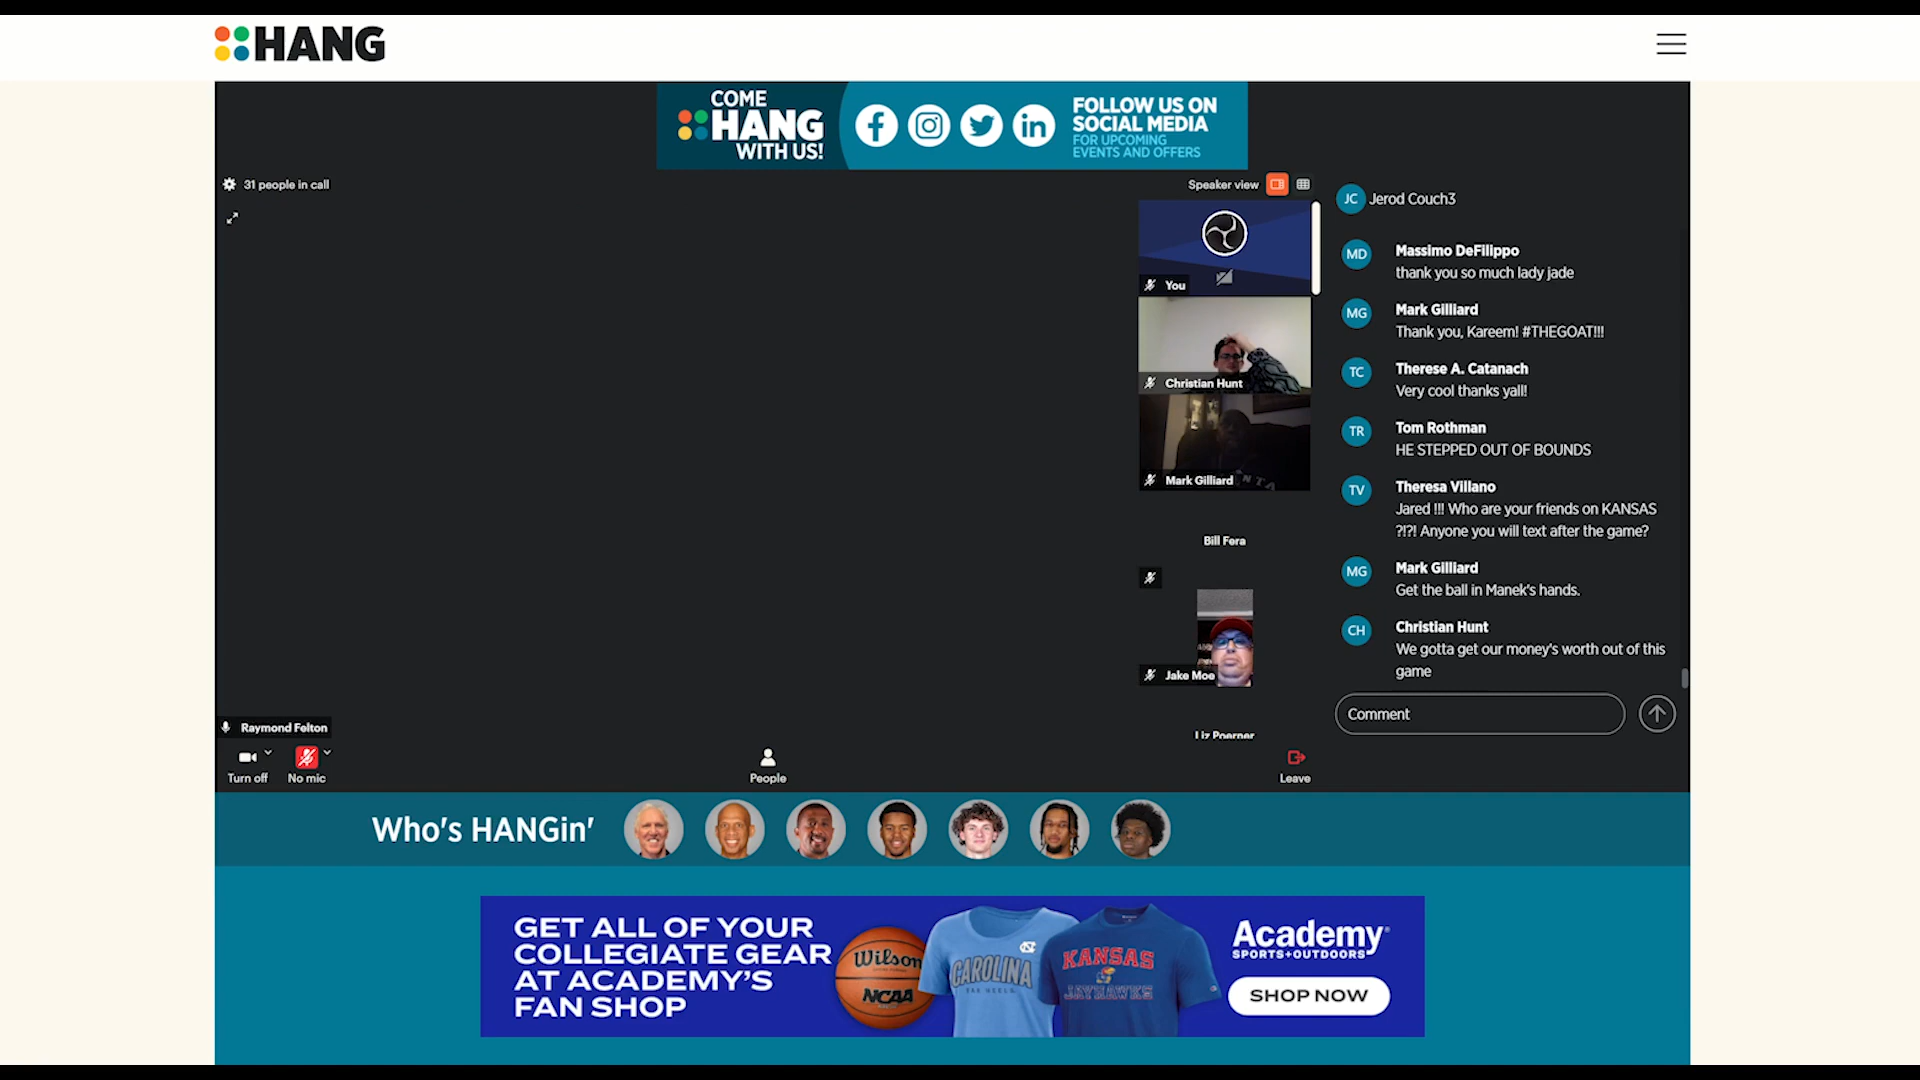 HANG
COME
HANG
WITH US!
FOLLOW US ON
SOCIAL MEDIA
FOR UPCOMING
EVENTS AND OFFERS
31 people in call
Speaker view
You
Christian Hunt
Mark Gilliard
Bill Fera
Jake Moe
Liz Poerner
Raymond Felton
Turn off
No mic
People
Leave
JC Jerod Couch3
MD Massimo DeFilippo
thank you so much lady jade
MG Mark Gilliard
Thank you, Kareem! #THEGOAT!!!
TC Therese A. Catanach
Very cool thanks yall!
TR Tom Rothman
HE STEPPED OUT OF BOUNDS
TV Theresa Villano
Jared !!! Who are your friends on KANSAS
?!?! Anyone you will text after the game?
MG Mark Gilliard
Get the ball in Manek's hands.
CH Christian Hunt
We gotta get our money's worth out of this
game
Comment
Who's HANGin'
GET ALL OF YOUR
COLLEGIATE GEAR
AT ACADEMY'S
FAN SHOP
Wilson
NCAA
CAROLINA
TAR HEELS
KANSAS
JAYHAWKS
Academy
SPORTS+OUTDOORS
SHOP NOW